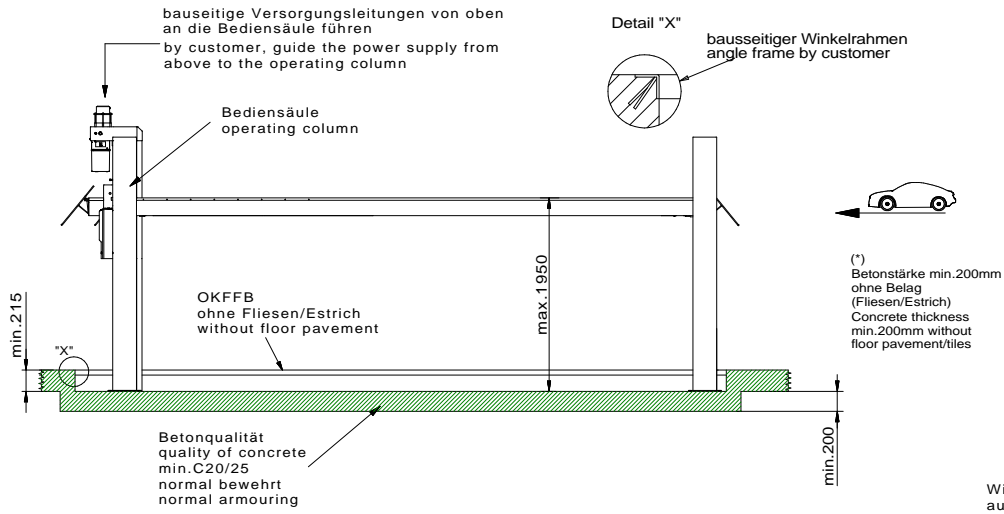 bauseitige Versorgungsleitungen von oben
an die Bediensäule führen
by customer, guide the power supply from
above to the operating column
Detail "X"
bausseitiger Winkelrahmen
angle frame by customer
Bediensäule
operating column
(*)
Betonstärke min.200mm
ohne Belag
(Fliesen/Estrich)
Concrete thickness
min.200mm without
floor pavement/tiles
max.1950
OKFFB
ohne Fliesen/Estrich
without floor pavement
min.215
"X"
Betonqualität
quality of concrete
min.C20/25
normal bewehrt
normal armouring
min.200